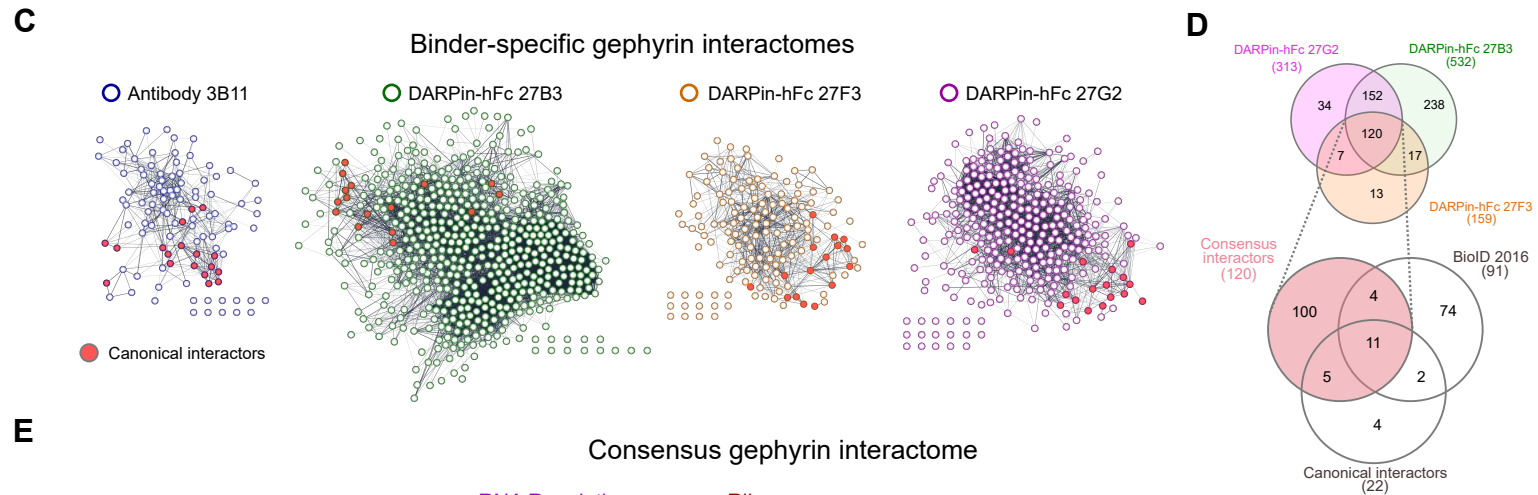 C
Binder-specific gephyrin interactomes
Antibody 3B11
DARPin-hFc 27B3
DARPin-hFc 27F3
DARPin-hFc 27G2
Canonical interactors
D
DARPin-hFc 27G2
(313)
DARPin-hFc 27B3
(532)
34
152
238
120
7
17
13
DARPin-hFc 27F3
(159)
Consensus
interactors
(120)
BioID 2016
(91)
100
4
74
11
5
2
4
Canonical interactors
(22)
E
Consensus gephyrin interactome